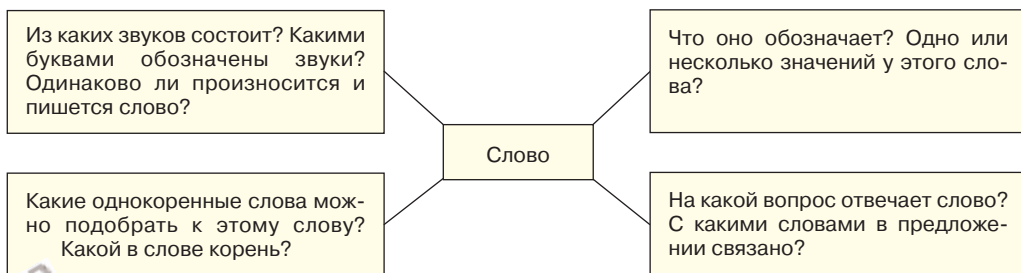 Из каких звуков состоит? Какими
буквами обозначены звуки?
Одинаково ли произносится и
пишется слово?
Что оно обозначает? Одно или
несколько значений у этого сло-
ва?
Слово
Какие однокоренные слова мож-
но подобрать к этому слову?
Какой в слове корень?
На какой вопрос отвечает слово?
С какими словами в предложе-
нии связано?